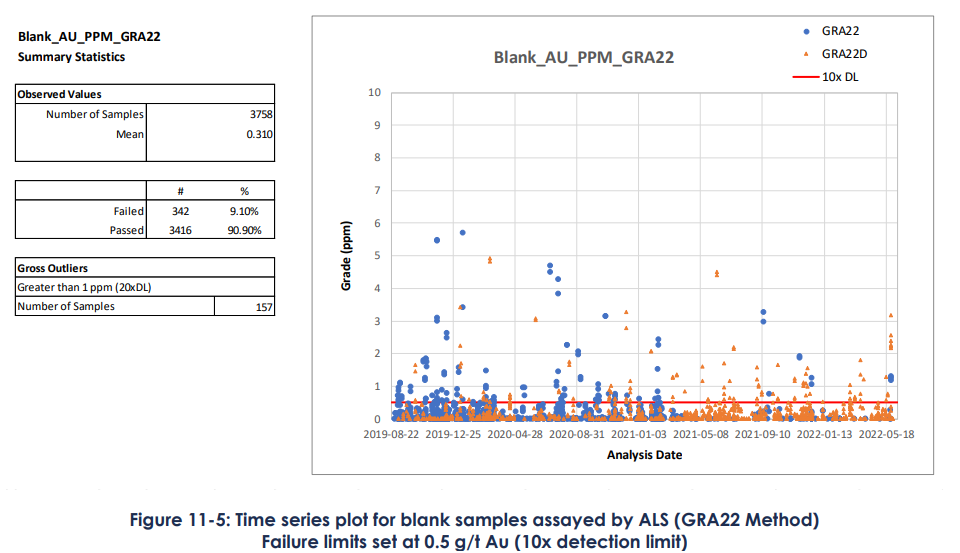 Blank_AU_PPM_GRA22
Summary Statistics
Observed Values
Number of Samples 3758
Mean 0.310
# %
Failed 342 9.10%
Passed 3416 90.90%
Gross Outliers
Greater than 1 ppm (20xDL)
Number of Samples 157
GRA22
GRA22D
10x DL
Blank_AU_PPM_GRA22
10
9
8
7
6
5
4
3
2
1
0
Grade (ppm)
2019-08-22 2019-12-25 2020-04-28 2020-08-31 2021-01-03 2021-05-08 2021-09-10 2022-01-13 2022-05-18
Analysis Date
Figure 11-5: Time series plot for blank samples assayed by ALS (GRA22 Method)
Failure limits set at 0.5 g/t Au (10x detection limit)